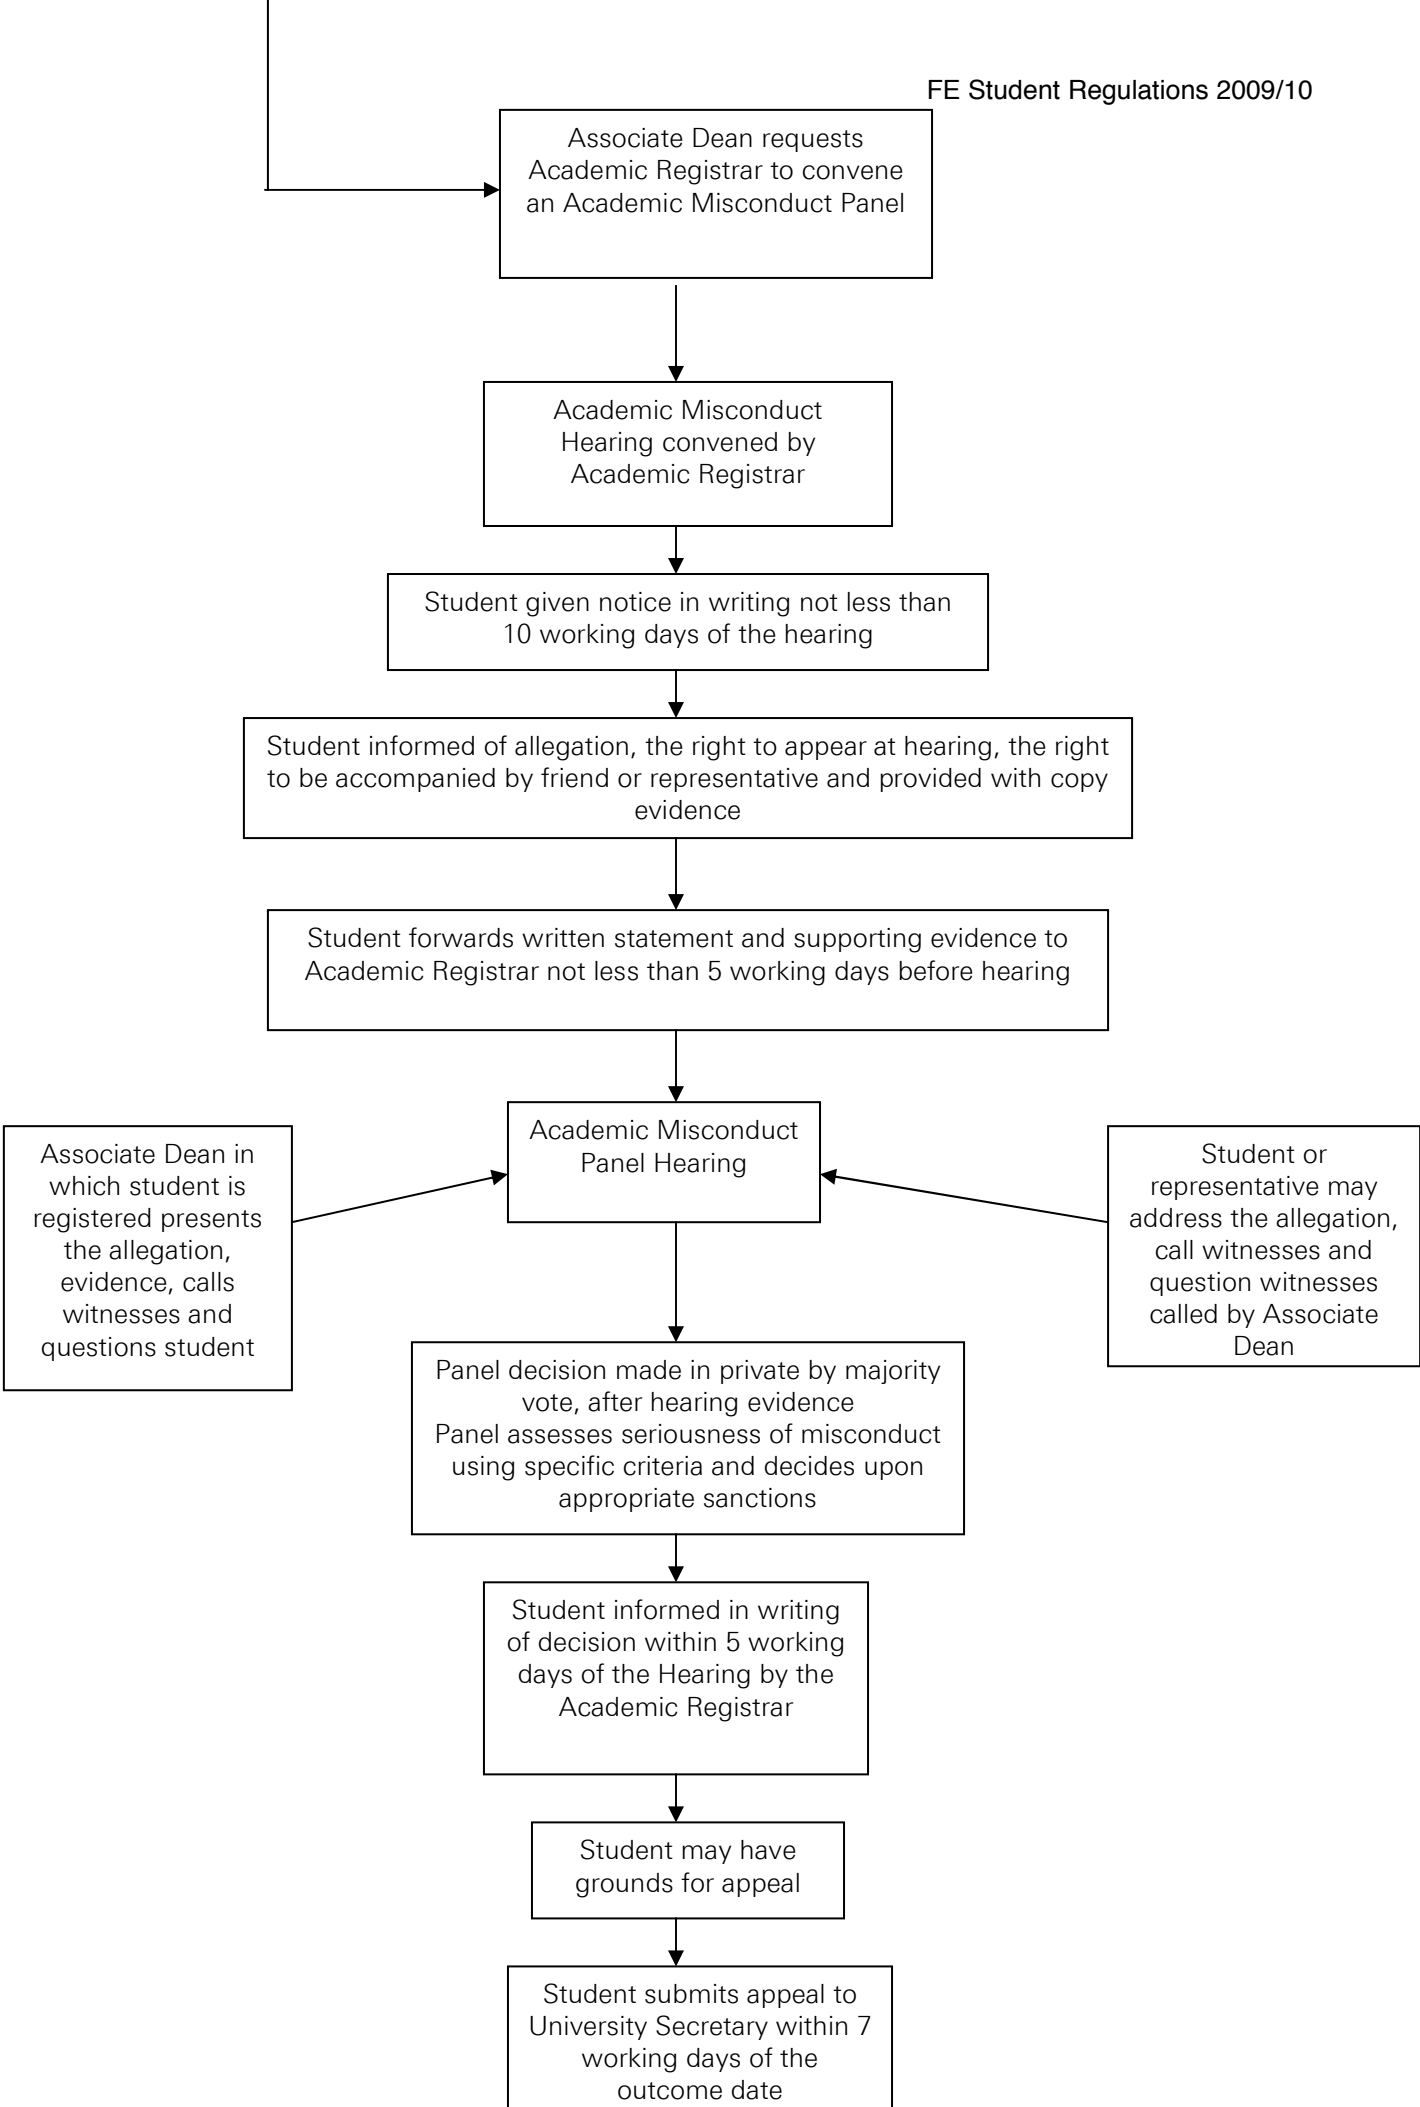 FE Student Regulations 2009/10
Associate Dean requests
Academic Registrar to convene
an Academic Misconduct Panel
Academic Misconduct
Hearing convened by
Academic Registrar
Student given notice in writing not less than
10 working days of the hearing
Student informed of allegation, the right to appear at hearing, the right
to be accompanied by friend or representative and provided with copy
evidence
Student forwards written statement and supporting evidence to
Academic Registrar not less than 5 working days before hearing
Academic Misconduct
Panel Hearing
Associate Dean in
which student is
registered presents
the allegation,
evidence, calls
witnesses and
questions student
Student or
representative may
address the allegation,
call witnesses and
question witnesses
called by Associate
Dean
Panel decision made in private by majority
vote, after hearing evidence
Panel assesses seriousness of misconduct
using specific criteria and decides upon
appropriate sanctions
Student informed in writing
of decision within 5 working
days of the Hearing by the
Academic Registrar
Student may have
grounds for appeal
Student submits appeal to
University Secretary within 7
working days of the
outcome date